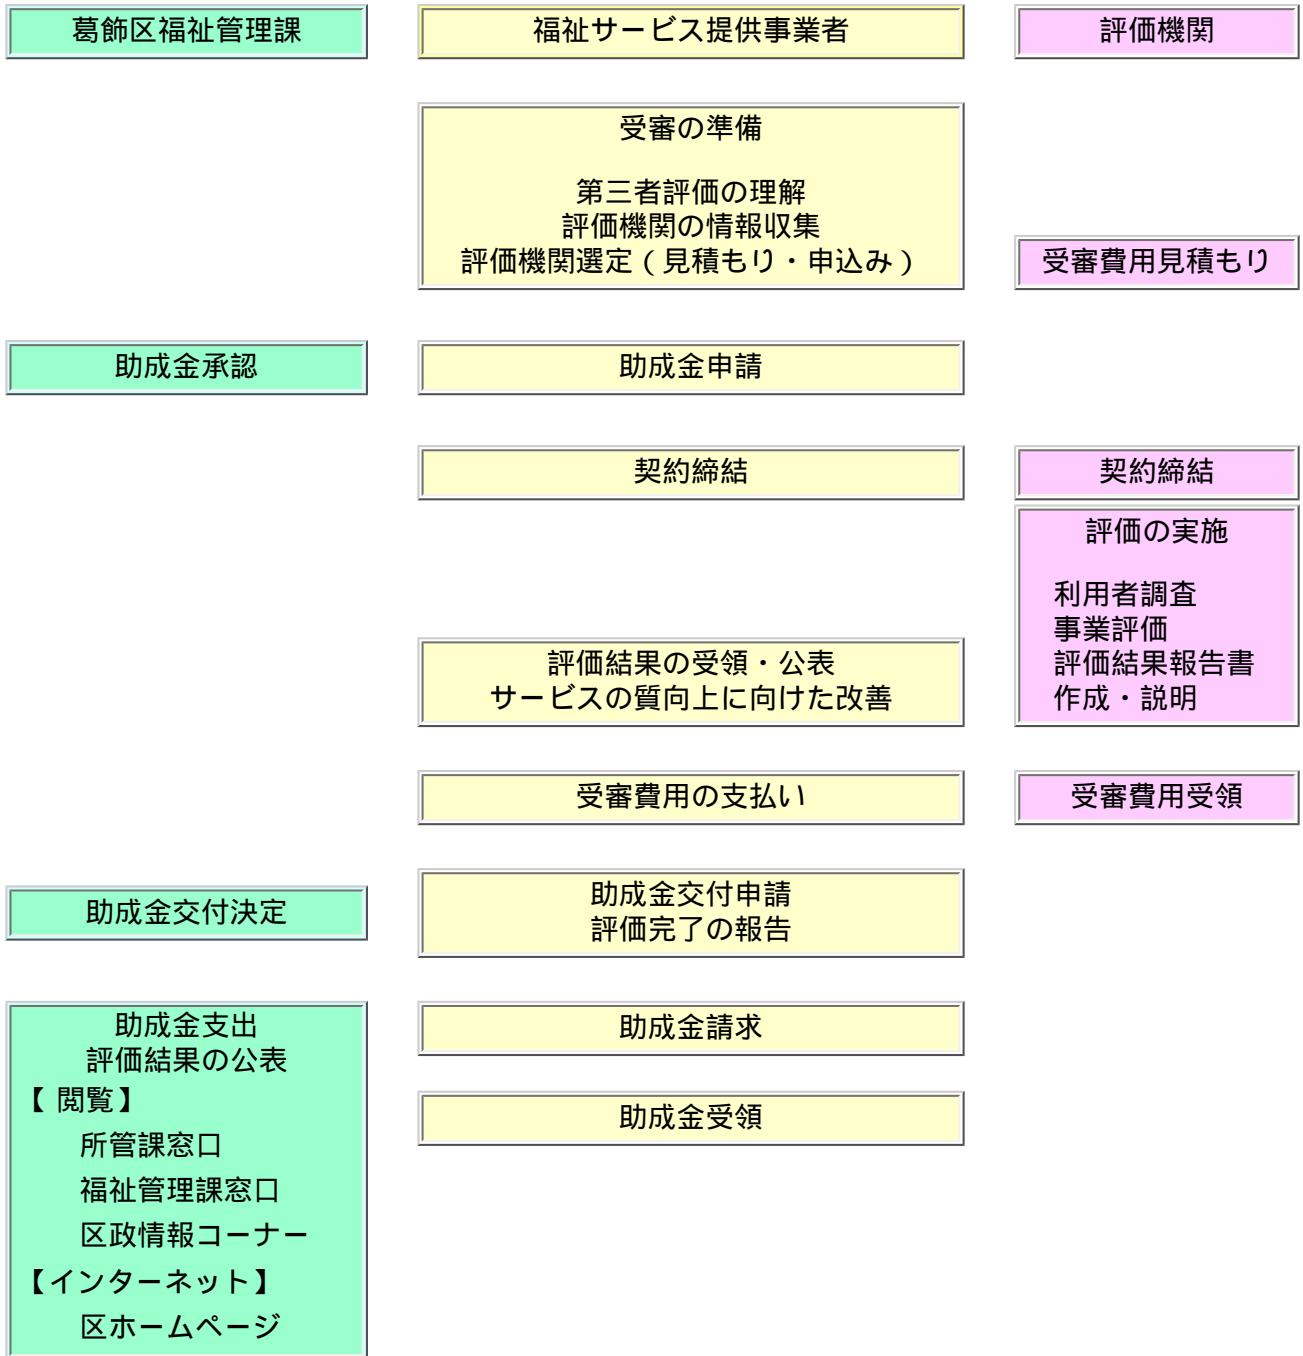 葛飾区福祉管理課
福祉サービス提供事業者
評価機関
受審の準備
第三者評価の理解
評価機関の情報収集
評価機関選定(見積もり・申込み)
受審費用見積もり
助成金承認
助成金申請
契約締結
契約締結
評価の実施
利用者調査
事業評価
評価結果報告書
作成・説明
評価結果の受領・公表
サービスの質向上に向けた改善
受審費用の支払い
受審費用受領
助成金交付決定
助成金交付申請
評価完了の報告
助成金支出
評価結果の公表
【閲覧】
所管課窓口
福祉管理課窓口
区政情報コーナー
【インターネット】
区ホームページ
助成金請求
助成金受領